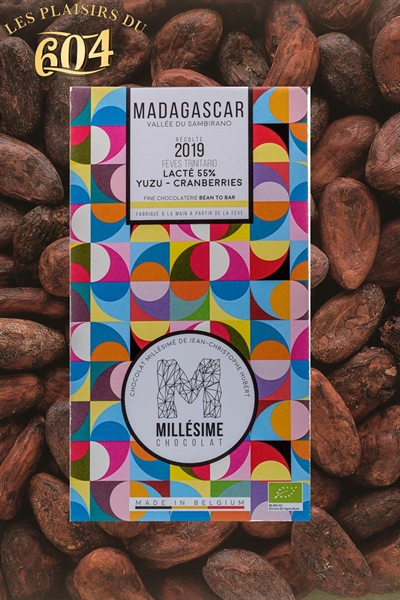 LES PLAISIRS DU
604
MADAGASCAR
VALLÉE DU SAMBIRANO
RÉCOLTE
2019
FÈVES TRINITARIO
LACTÉ 55%
YUZU - CRANBERRIES
FINE CHOCOLATERIE BEAN TO BAR
FABRIQUÉ À LA MAIN À PARTIR DE LA FÈVE
CHOCOLAT MILLÉSIMÉ DE JEAN-CHRISTOPHE HUBERT
M
MILLÉSIME
CHOCOLAT
MADE IN BELGIUM